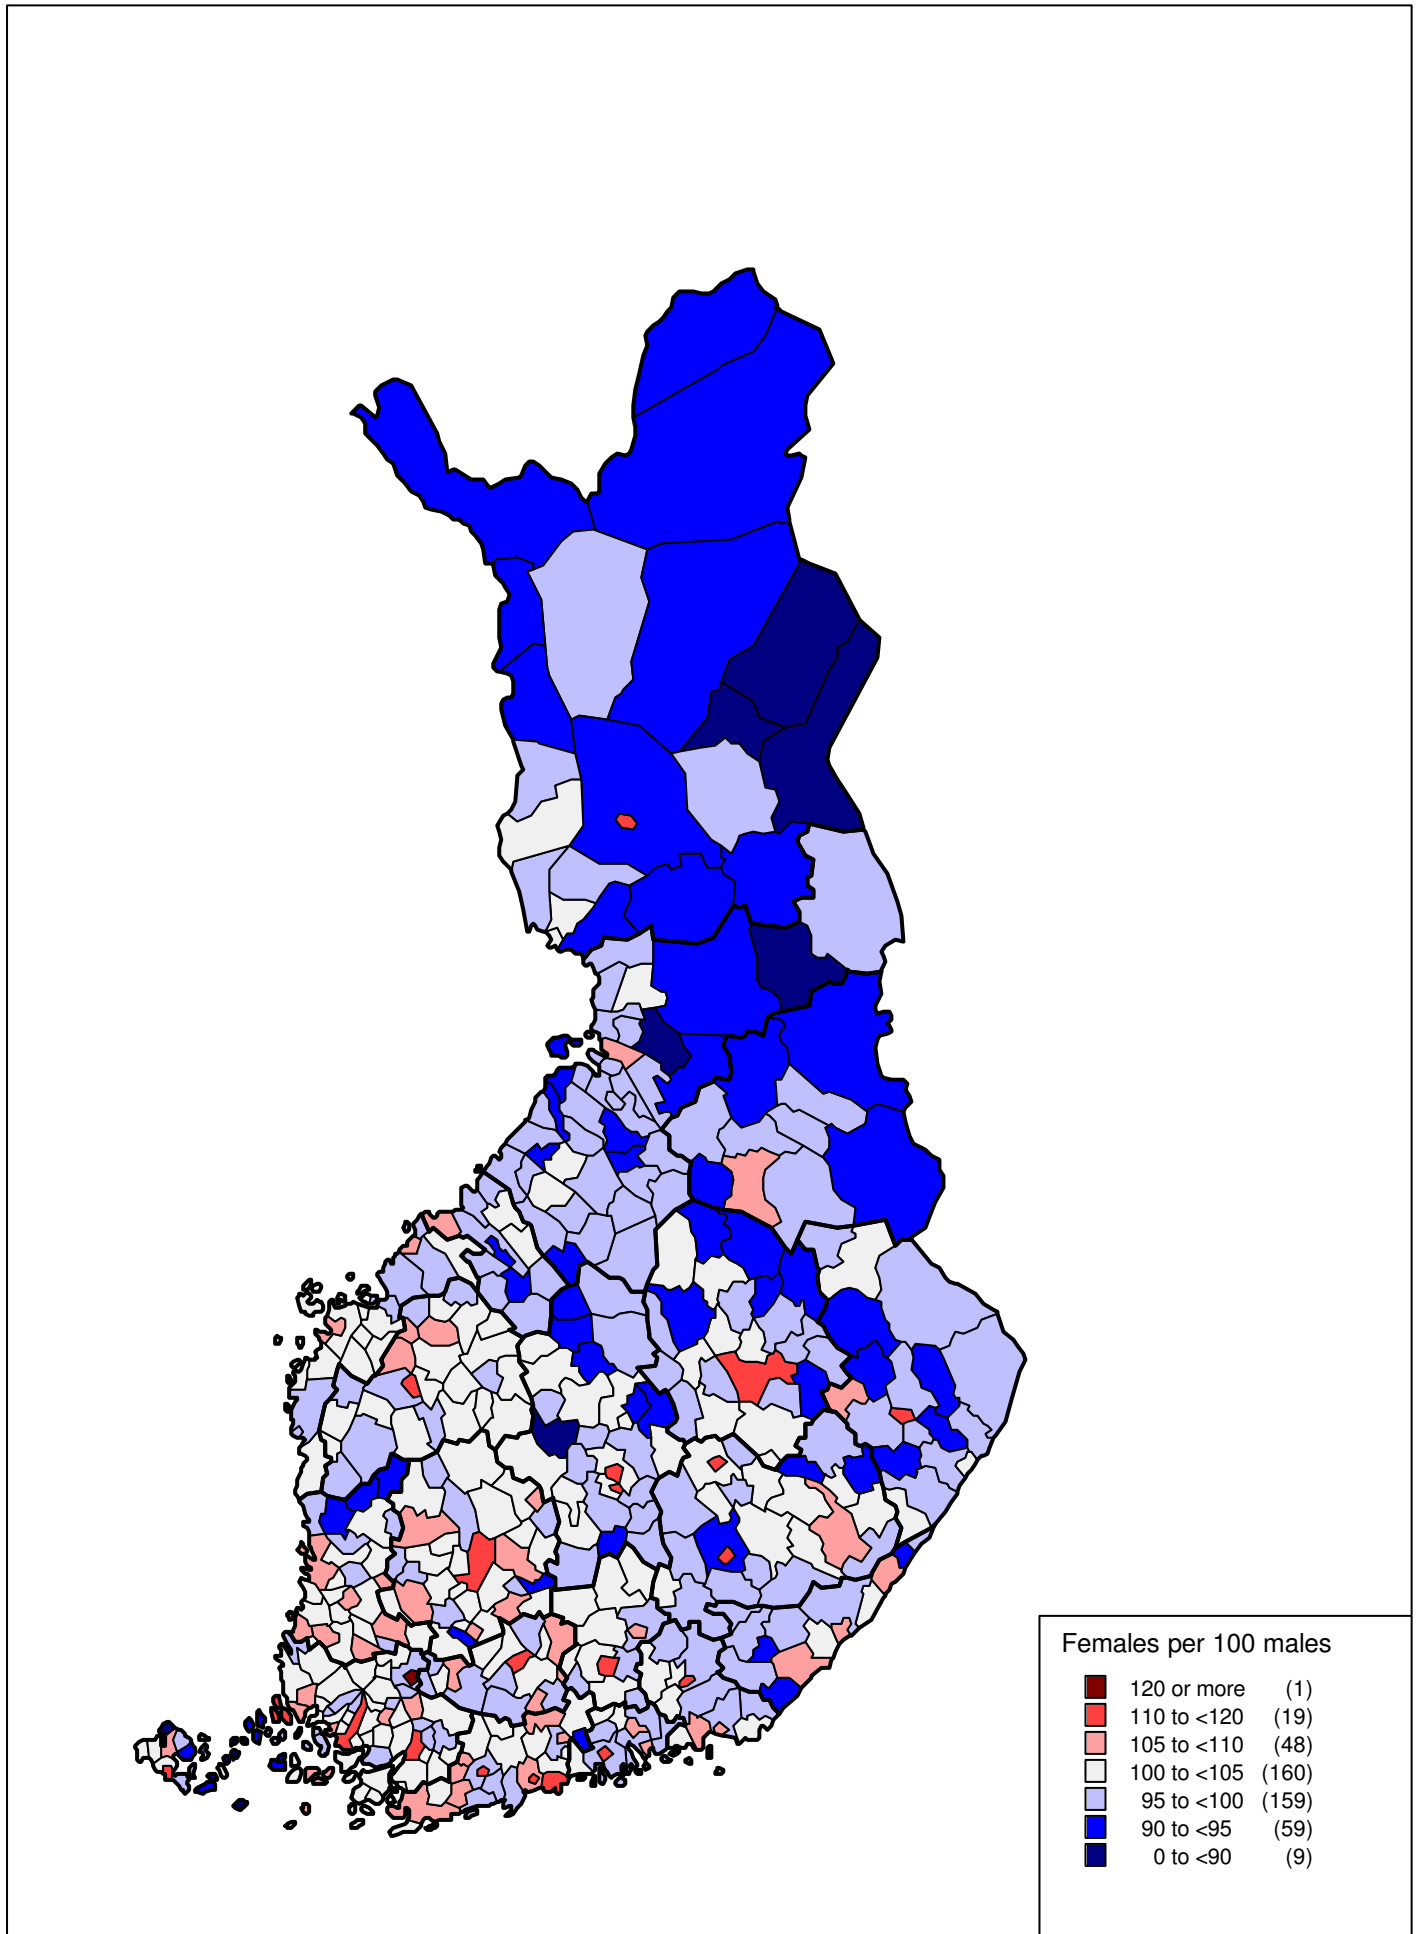 Females per 100 males
120 or more (1)
110 to <120 (19)
105 to <110 (48)
100 to <105 (160)
95 to <100 (159)
90 to <95 (59)
0 to <90 (9)